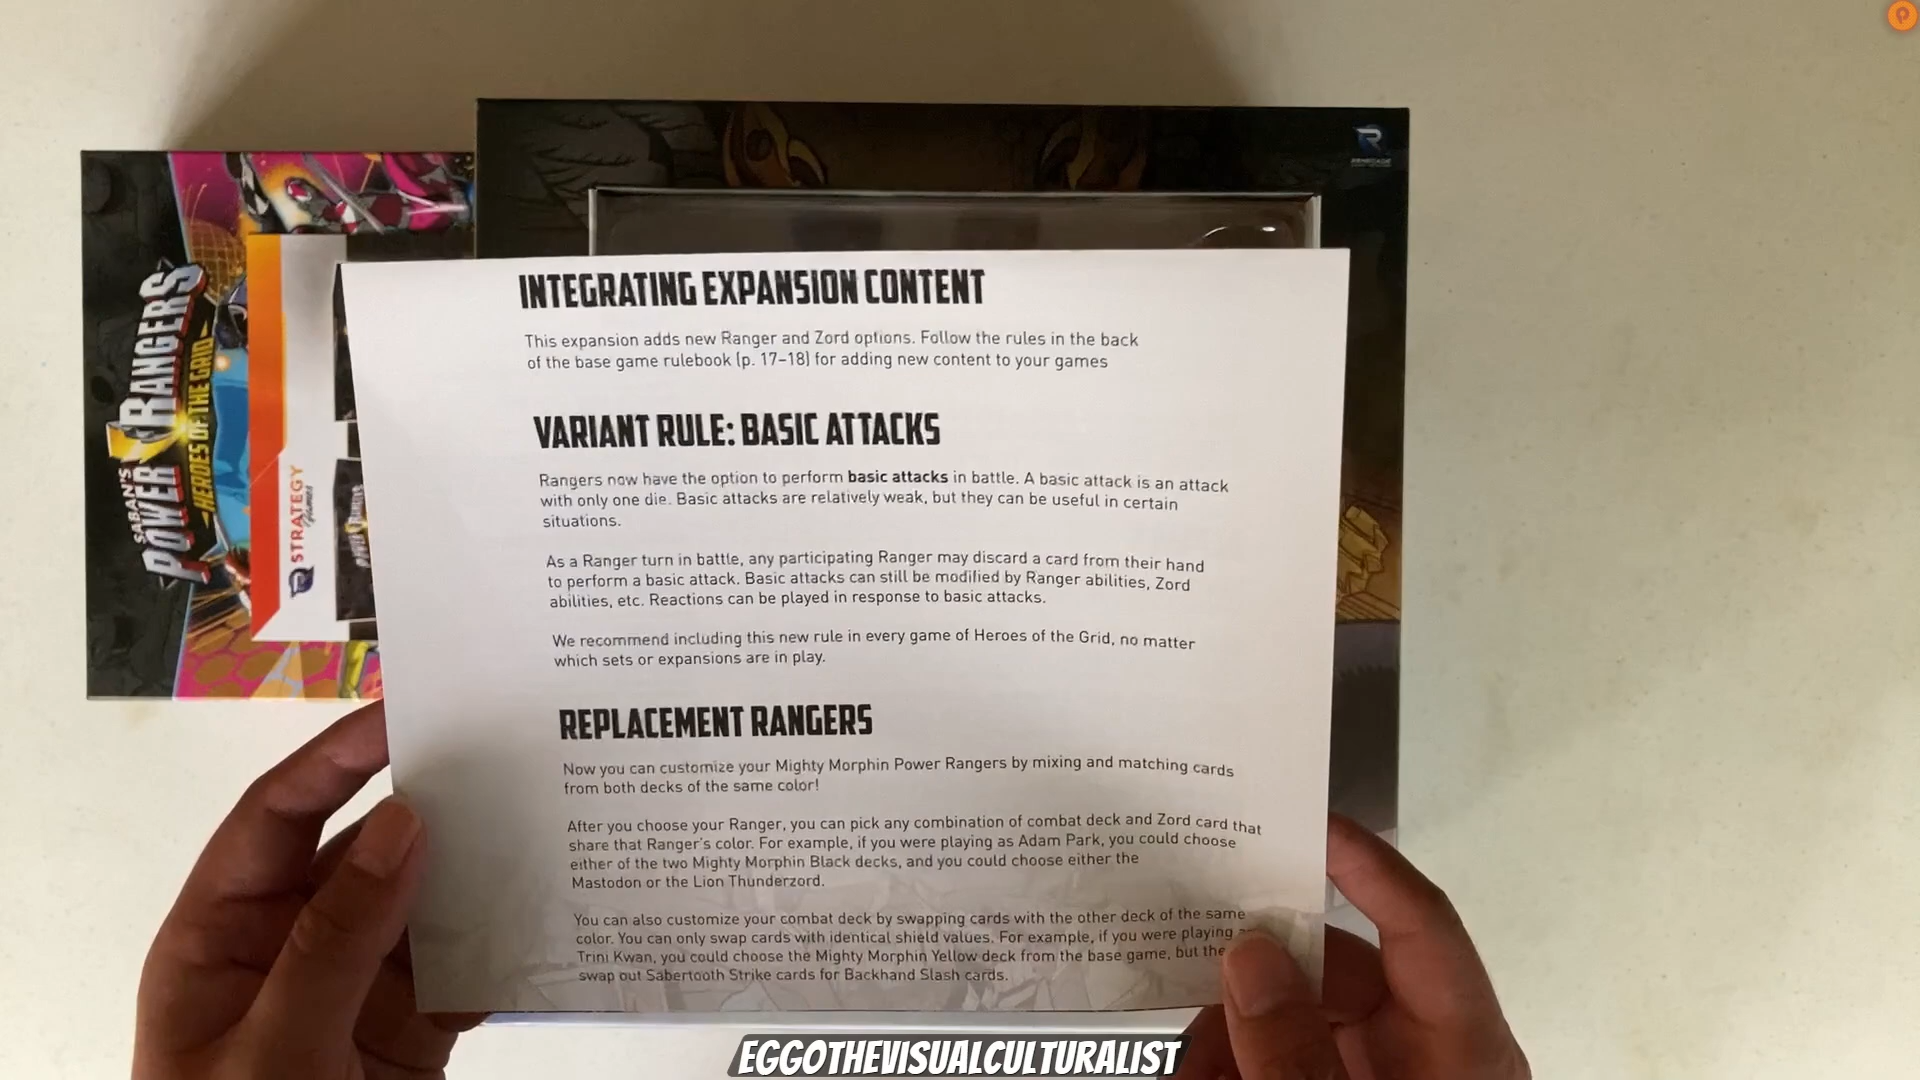 RENEGADE
SABAN'S
POWER RANGERS
HEROES OF THE GRID
STRATEGY
Games
INTEGRATING EXPANSION CONTENT
This expansion adds new Ranger and Zord options. Follow the rules in the back
of the base game rulebook (p. 17–18) for adding new content to your games
VARIANT RULE: BASIC ATTACKS
Rangers now have the option to perform basic attacks in battle. A basic attack is an attack
with only one die. Basic attacks are relatively weak, but they can be useful in certain
situations.
As a Ranger turn in battle, any participating Ranger may discard a card from their hand
to perform a basic attack. Basic attacks can still be modified by Ranger abilities, Zord
abilities, etc. Reactions can be played in response to basic attacks.
We recommend including this new rule in every game of Heroes of the Grid, no matter
which sets or expansions are in play.
REPLACEMENT RANGERS
Now you can customize your Mighty Morphin Power Rangers by mixing and matching cards
from both decks of the same color!
After you choose your Ranger, you can pick any combination of combat deck and Zord card that
share that Ranger's color. For example, if you were playing as Adam Park, you could choose
either of the two Mighty Morphin Black decks, and you could choose either the
Mastodon or the Lion Thunderzord.
You can also customize your combat deck by swapping cards with the other deck of the same
color. You can only swap cards with identical shield values. For example, if you were playing
Trini Kwan, you could choose the Mighty Morphin Yellow deck from the base game, but
swap out Sabertooth Strike cards for Backhand Slash cards.
EGGOTHEVISUALCULTURALIST